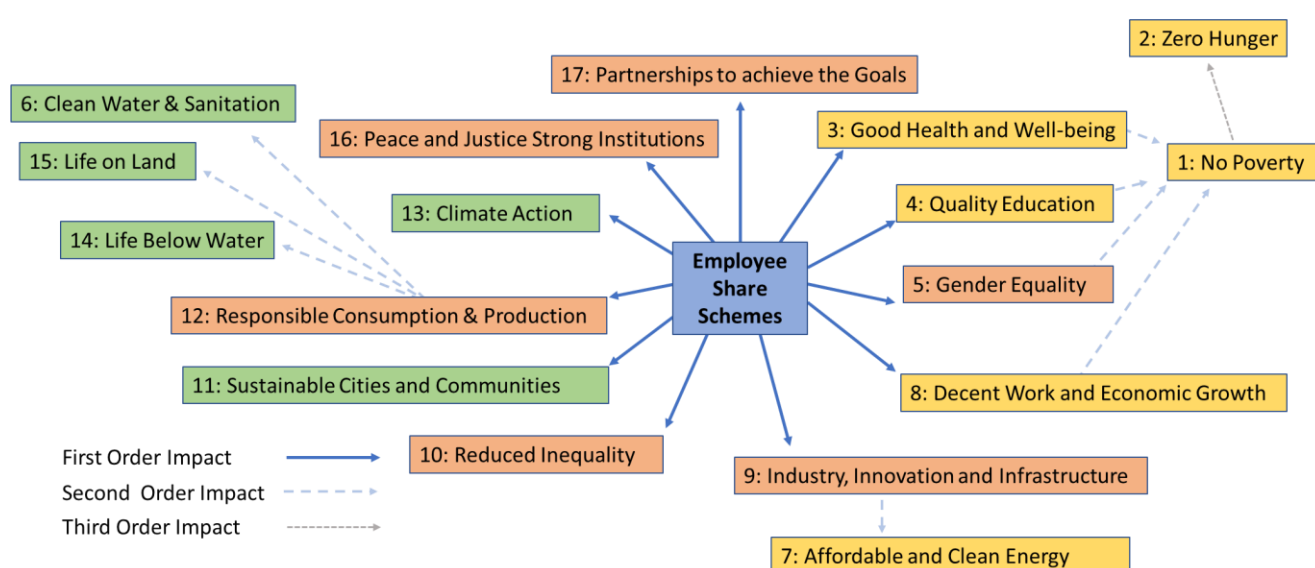 2: Zero Hunger
17: Partnerships to achieve the Goals
6: Clean Water & Sanitation
3: Good Health and Well-being
16: Peace and Justice Strong Institutions
15: Life on Land
1: No Poverty
4: Quality Education
13: Climate Action
14: Life Below Water
Employee
Share
Schemes
5: Gender Equality
12: Responsible Consumption & Production
11: Sustainable Cities and Communities
8: Decent Work and Economic Growth
10: Reduced Inequality
First Order Impact
9: Industry, Innovation and Infrastructure
Second Order Impact
Third Order Impact
7: Affordable and Clean Energy